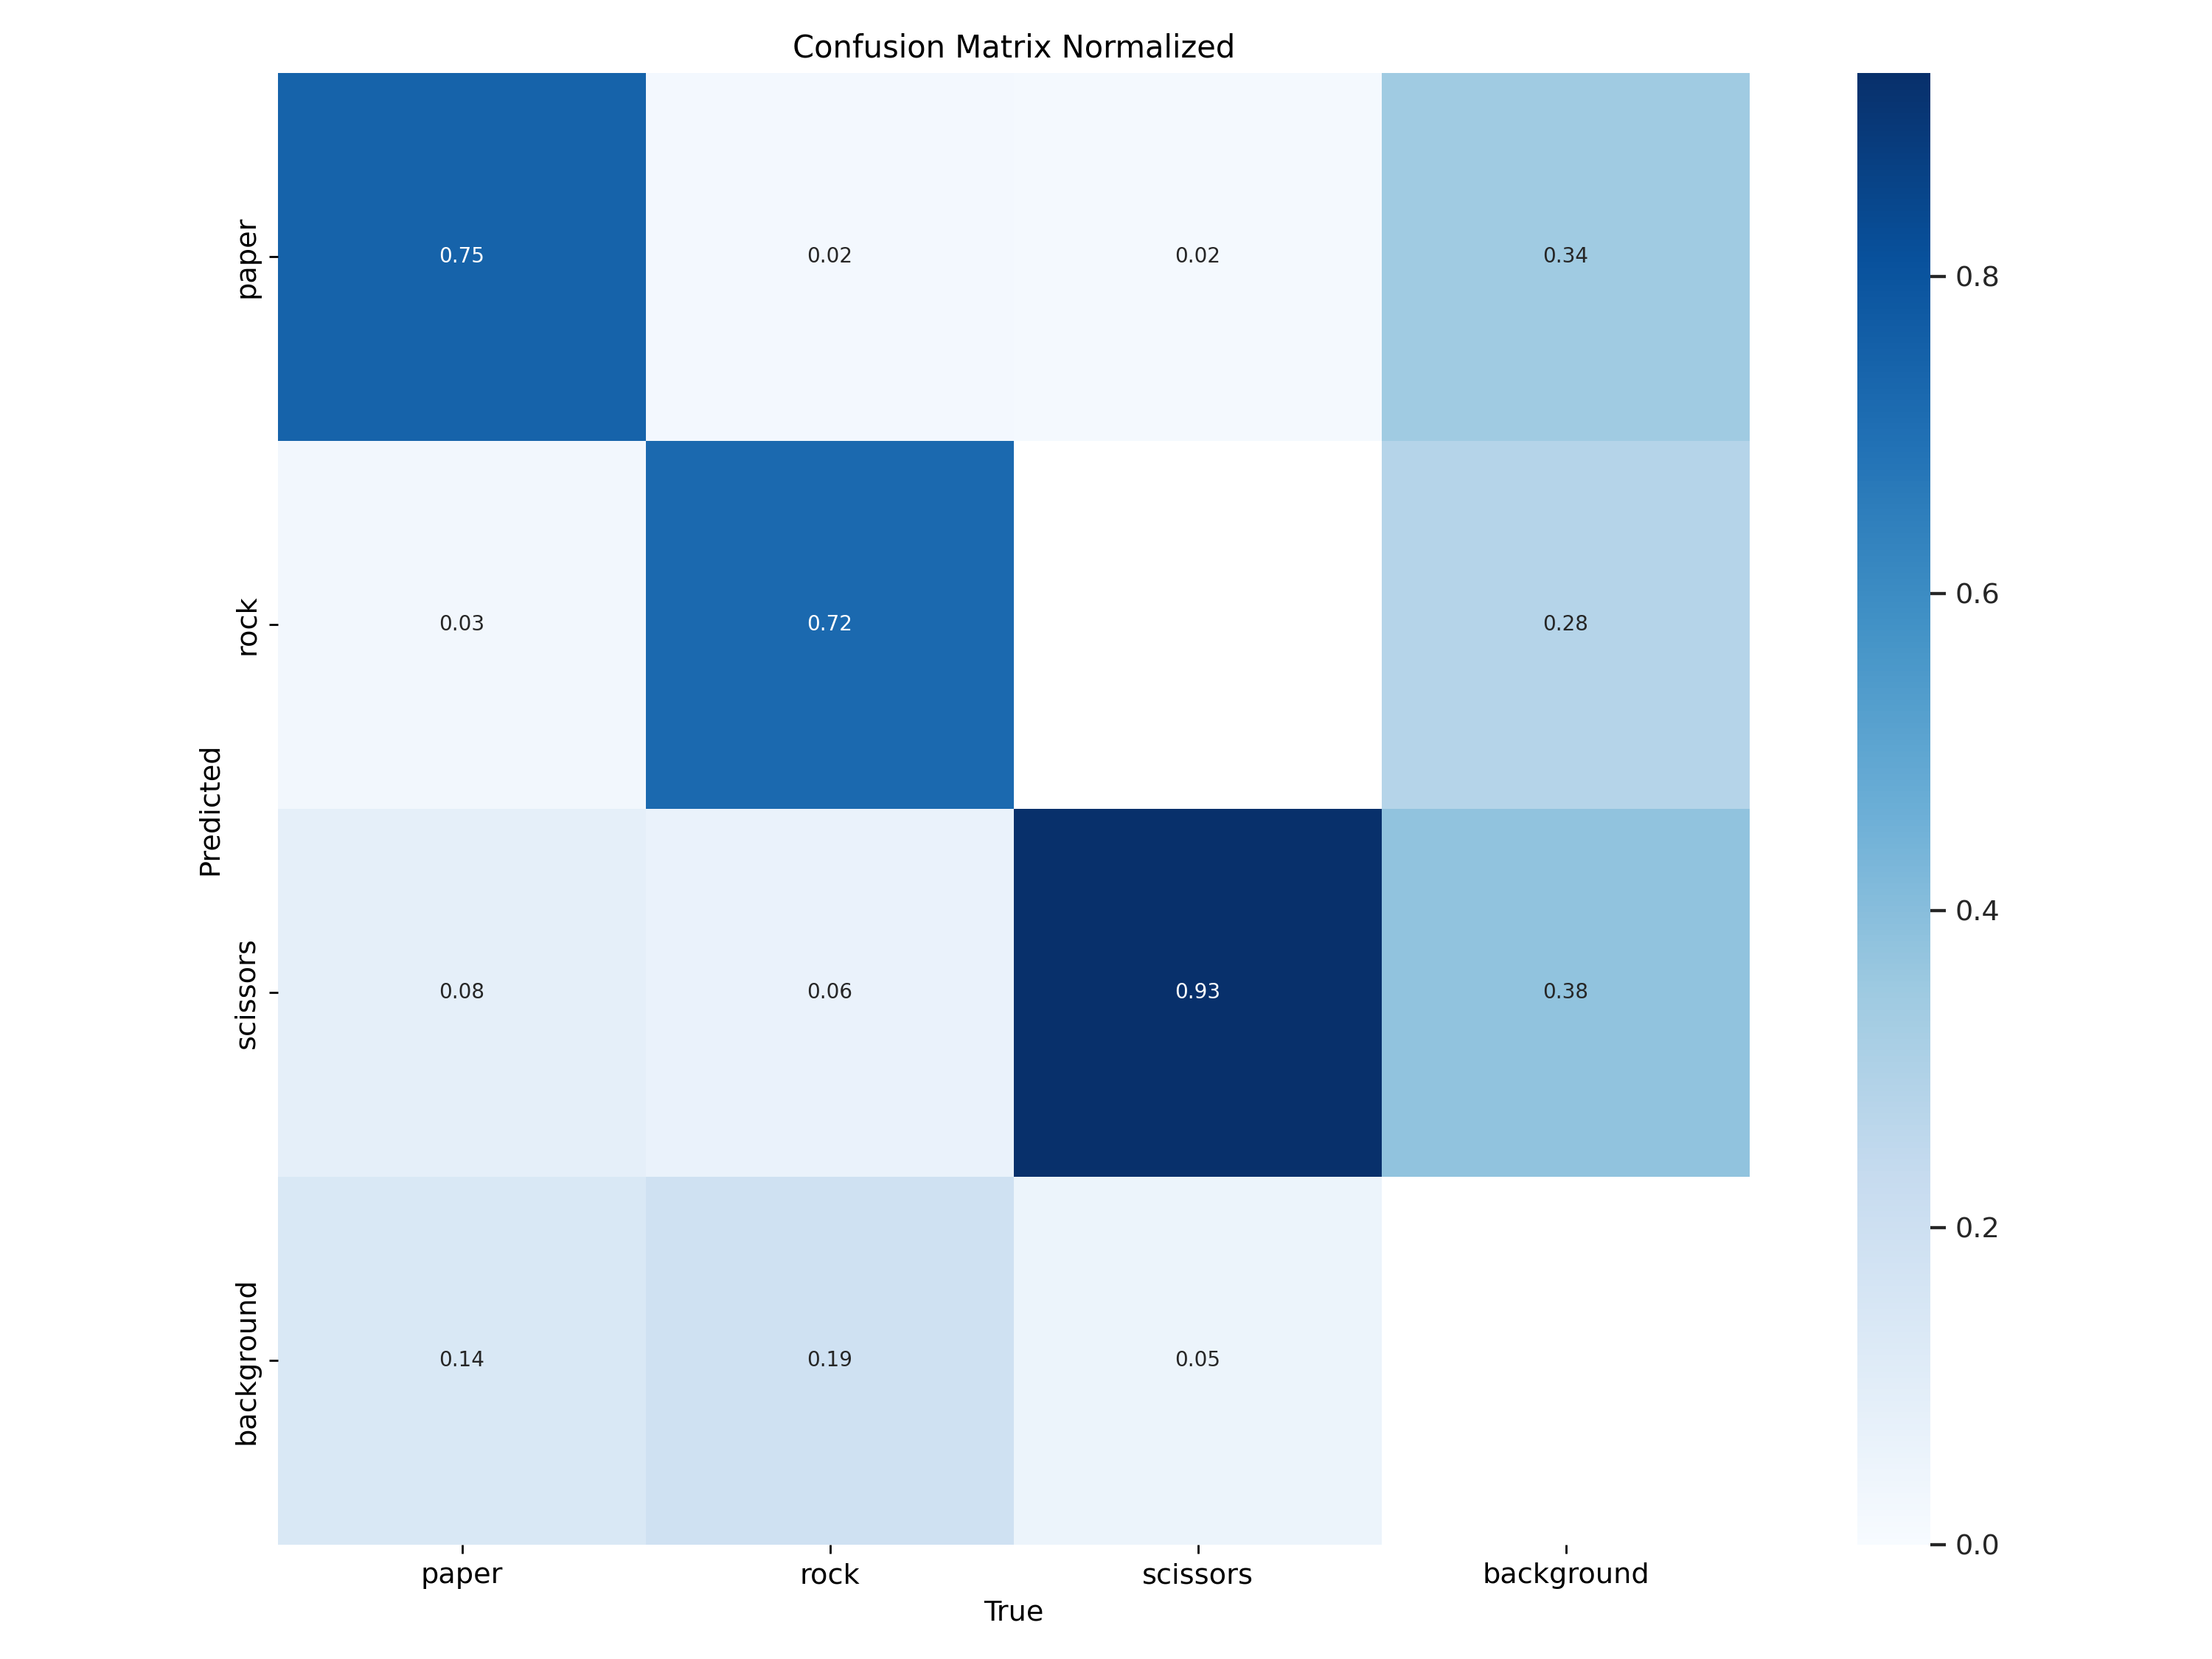 Confusion Matrix Normalized
paper
0.75
0.02
0.02
0.34
rock
0.03
0.72
0.28
scissors
0.08
0.06
0.93
0.38
background
0.14
0.19
0.05
Predicted
paper
rock
scissors
background
True
0.8
0.6
0.4
0.2
0.0